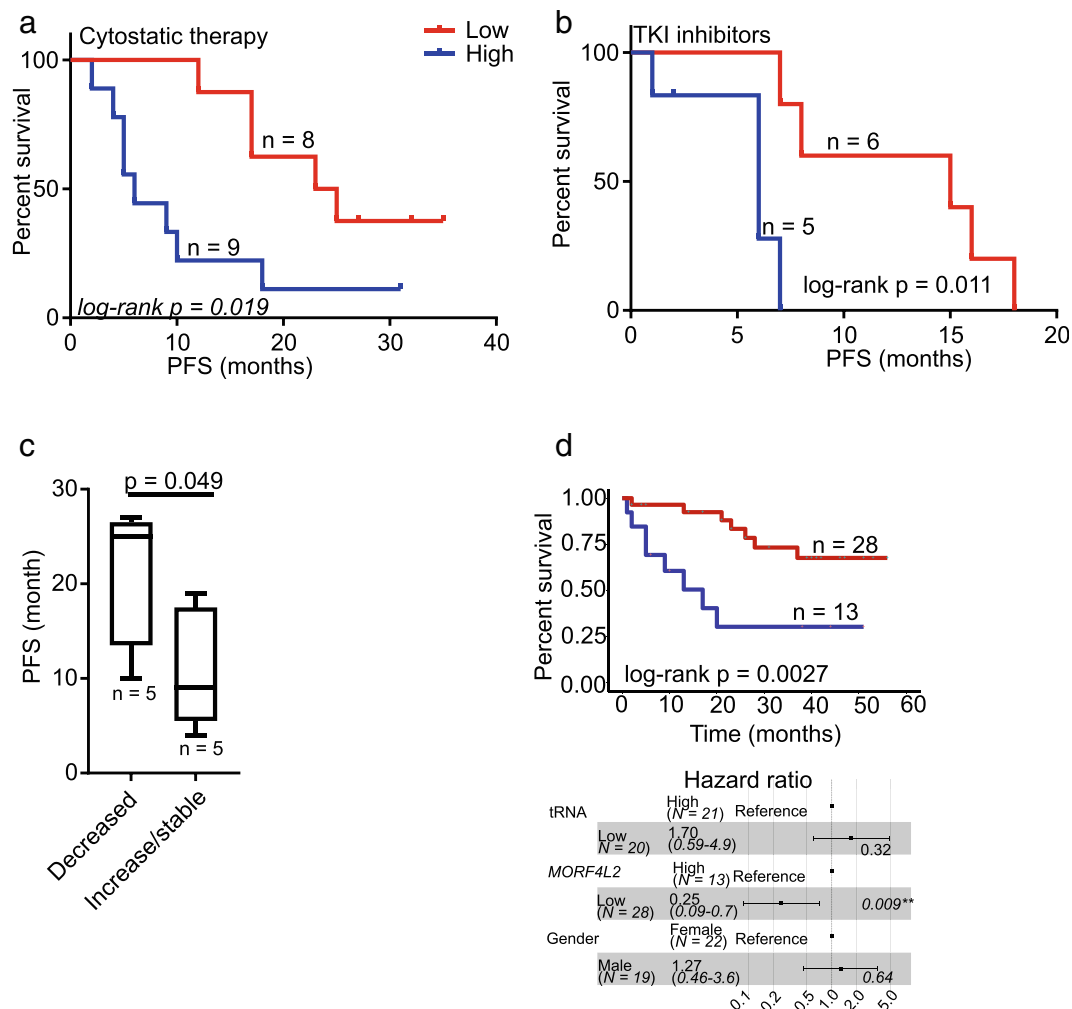 a
Cytostatic therapy
Low
High
Percent survival
100
50
0
n = 8
n = 9
log-rank p = 0.019
0 10 20 30 40
PFS (months)
b
TKI inhibitors
Percent survival
100
50
0
n = 6
n = 5
log-rank p = 0.011
0 5 10 15 20
PFS (months)
c
p = 0.049
PFS (month)
30
20
10
0
n = 5
n = 5
Decreased
Increase/stable
d
Percent survival
1.00
0.75
0.50
0.25
0.00
n = 28
n = 13
log-rank p = 0.0027
0 10 20 30 40 50 60
Time (months)
Hazard ratio
tRNA High Reference
(N = 21)
Low 1.70
N = 20) (0.59-4.9) 0.32
MORF4L2 High Reference
(N = 13)
Low 0.25 0.009**
(N = 28) (0.09-0.7)
Gender Female Reference
(N = 22)
Male 1.27
(N = 19) (0.46-3.6) 0.64
0.1 0.2 0.5 1.0 2.0 5.0